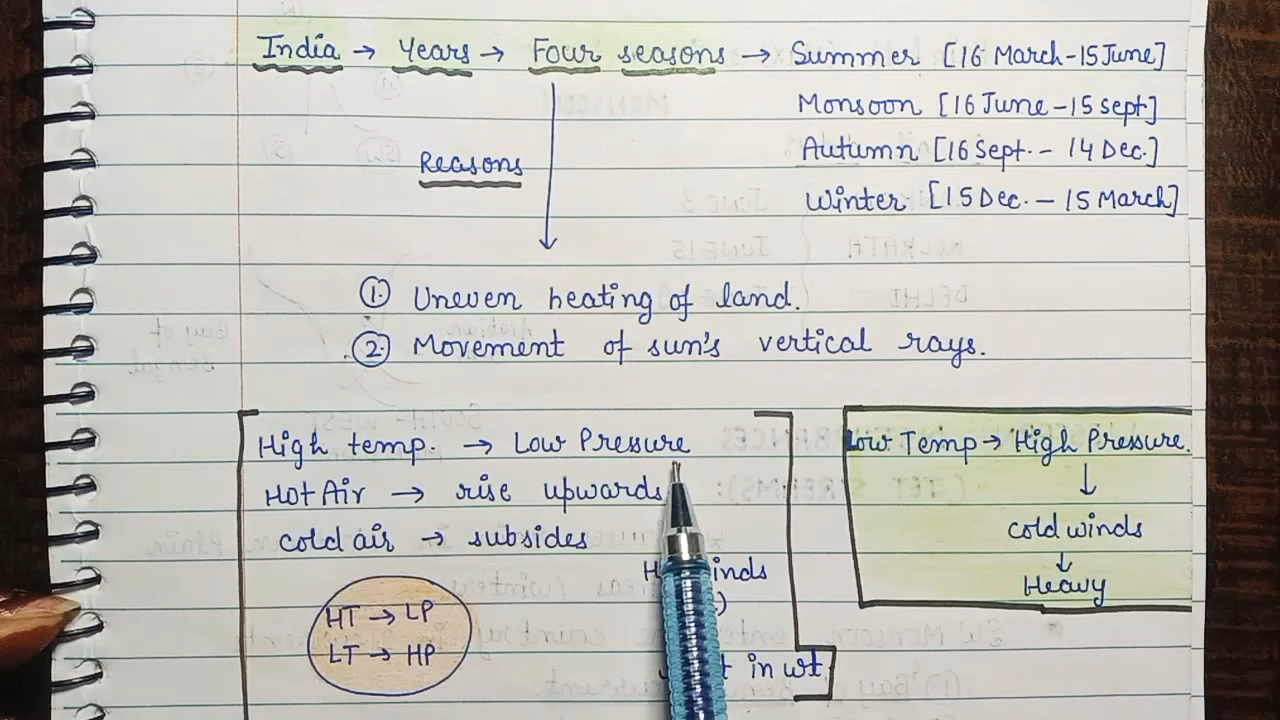 India → Years → Four seasons → Summer [16 March-15 June]
Monsoon [16 June-15 sept.]
Autumn [16 Sept. - 14 Dec.]
Winter [15 Dec. - 15 March]
Reasons
1. Uneven heating of land.
2. Movement of sun's vertical rays.
High temp. → Low Pressure
Hot Air → rise upwards
cold air → subsides
inds
HT → LP
LT → HP
in wt.
Low Temp → High Pressure.
↓
cold winds
↓
Heavy